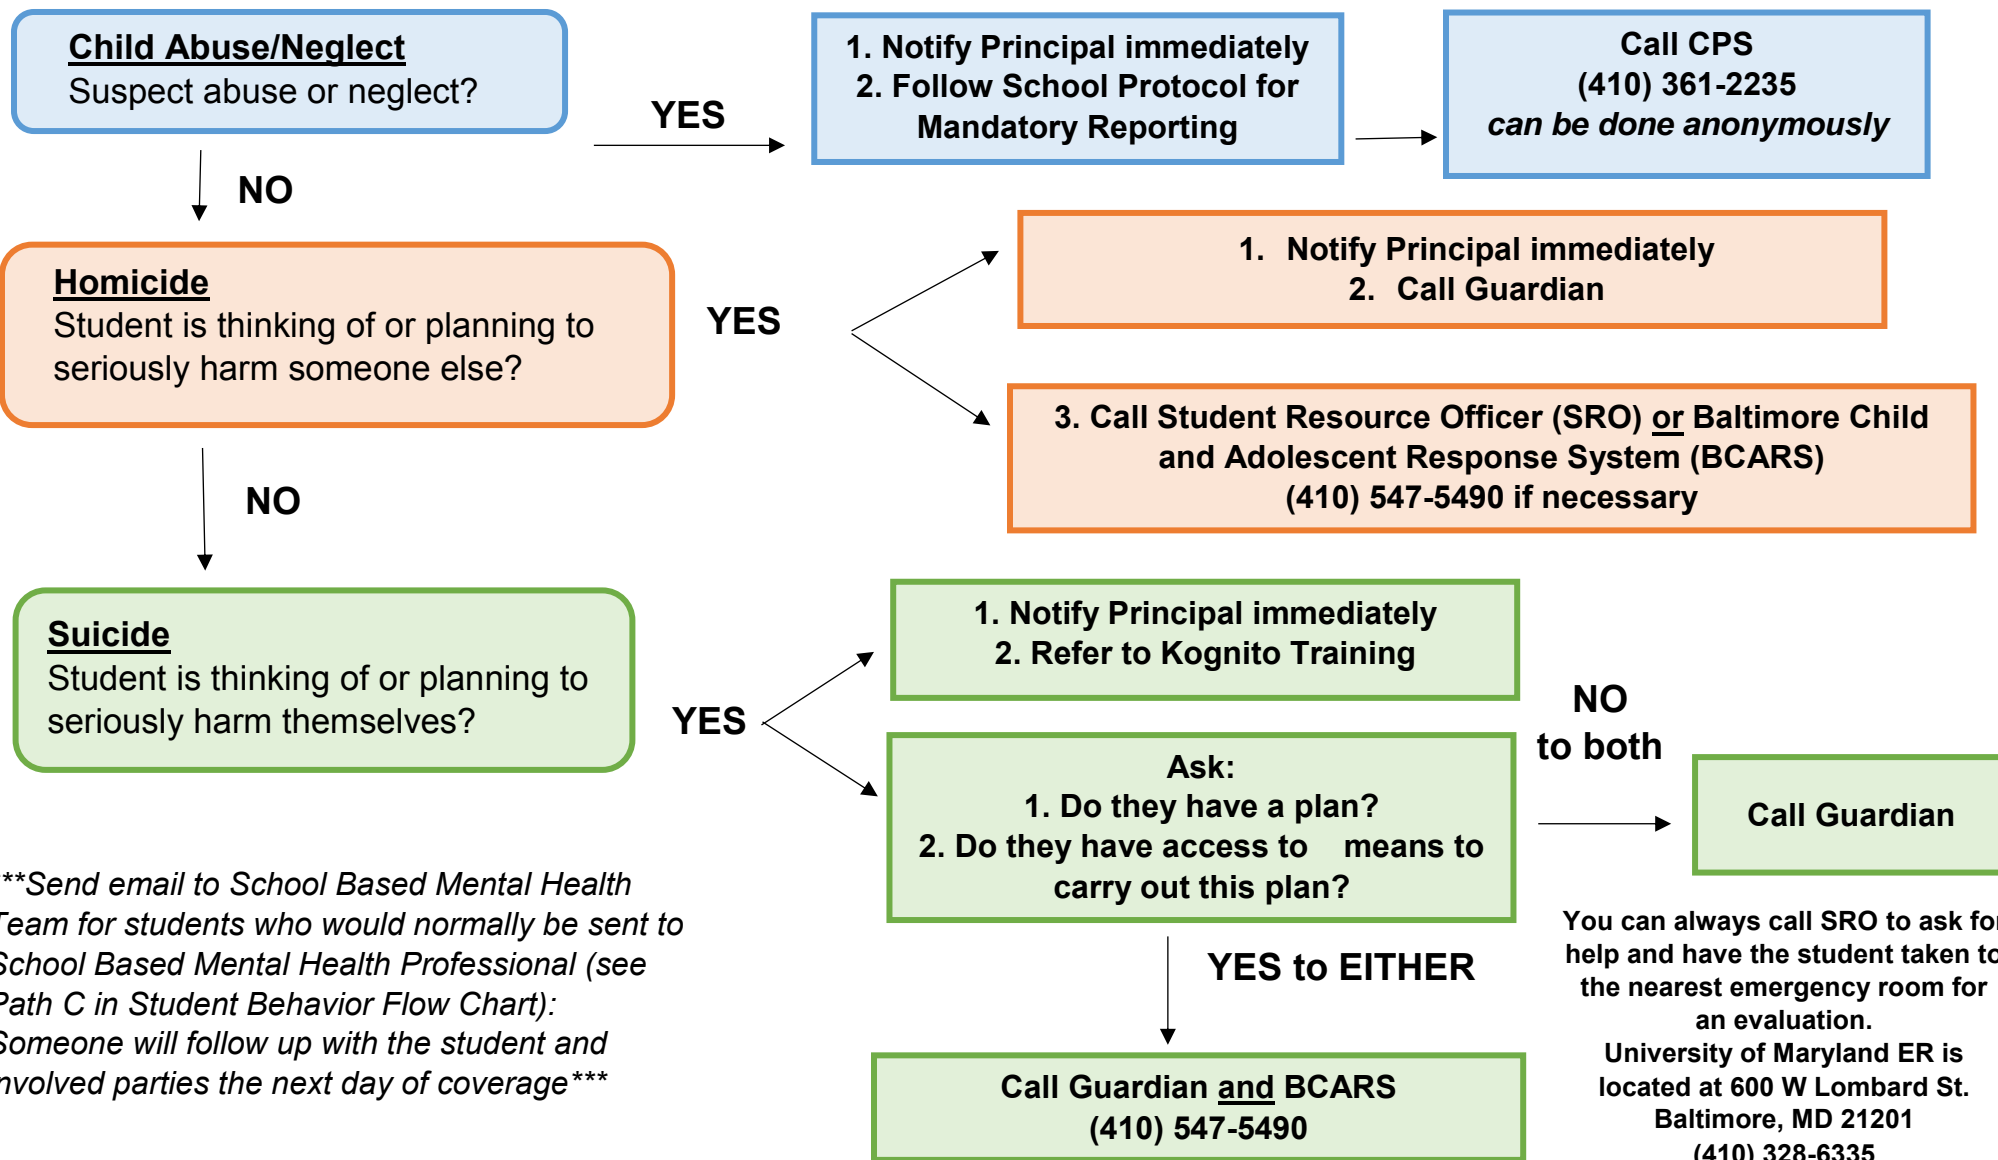 Child Abuse/Neglect
Suspect abuse or neglect?
YES
1. Notify Principal immediately
2. Follow School Protocol for
Mandatory Reporting
Call CPS
(410) 361-2235
can be done anonymously
NO
Homicide
Student is thinking of or planning to
seriously harm someone else?
YES
1. Notify Principal immediately
2. Call Guardian
3. Call Student Resource Officer (SRO) or Baltimore Child
and Adolescent Response System (BCARS)
(410) 547-5490 if necessary
NO
Suicide
Student is thinking of or planning to
seriously harm themselves?
YES
1. Notify Principal immediately
2. Refer to Kognito Training
Ask:
1. Do they have a plan?
2. Do they have access to means to
carry out this plan?
NO
to both
Call Guardian
YES to EITHER
Call Guardian and BCARS
(410) 547-5490
***Send email to School Based Mental Health
Team for students who would normally be sent to
School Based Mental Health Professional (see
Path C in Student Behavior Flow Chart):
Someone will follow up with the student and
involved parties the next day of coverage***
You can always call SRO to ask for
help and have the student taken to
the nearest emergency room for
an evaluation.
University of Maryland ER is
located at 600 W Lombard St.
Baltimore, MD 21201
(410) 328-6335